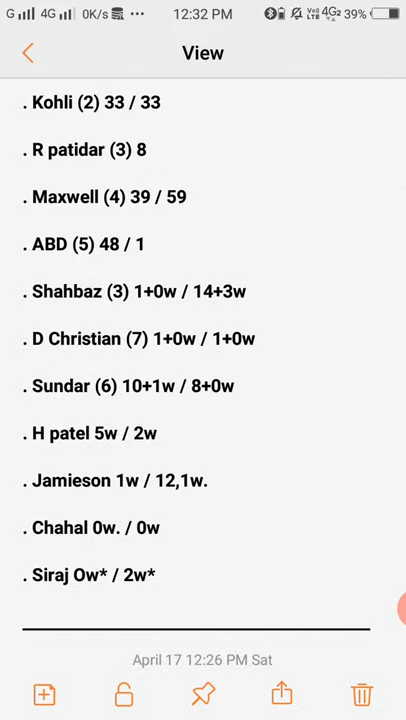 G 4G 0K/s ... 12:32 PM VoLTE 4G2 39%
View
. Kohli (2) 33 / 33
. R patidar (3) 8
. Maxwell (4) 39 / 59
. ABD (5) 48 / 1
. Shahbaz (3) 1+0w / 14+3w
. D Christian (7) 1+0w / 1+0w
. Sundar (6) 10+1w / 8+0w
. H patel 5w / 2w
. Jamieson 1w / 12,1w.
. Chahal 0w. / 0w
. Siraj 0w* / 2w*
April 17 12:26 PM Sat